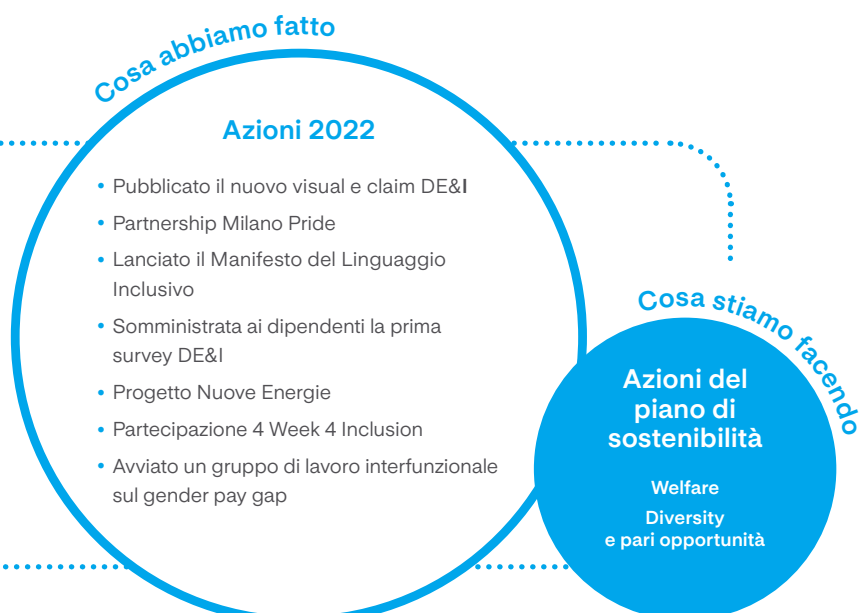 Cosa abbiamo fatto
Azioni 2022
• Pubblicato il nuovo visual e claim DE&I
• Partnership Milano Pride
• Lanciato il Manifesto del Linguaggio
Inclusivo
• Somministrata ai dipendenti la prima
survey DE&I
• Progetto Nuove Energie
• Partecipazione 4 Week 4 Inclusion
• Avviato un gruppo di lavoro interfunzionale
sul gender pay gap
Cosa stiamo facendo
Azioni del
piano di
sostenibilità
Welfare
Diversity
e pari opportunità